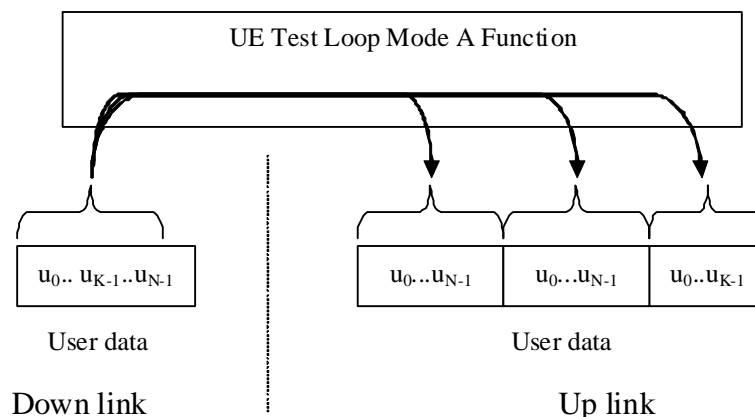 UE Test Loop Mode A Function
u0.. uK-1..uN-1
u0...uN-1
u0...uN-1
u0..uK-1
User data
User data
Down link
Up link